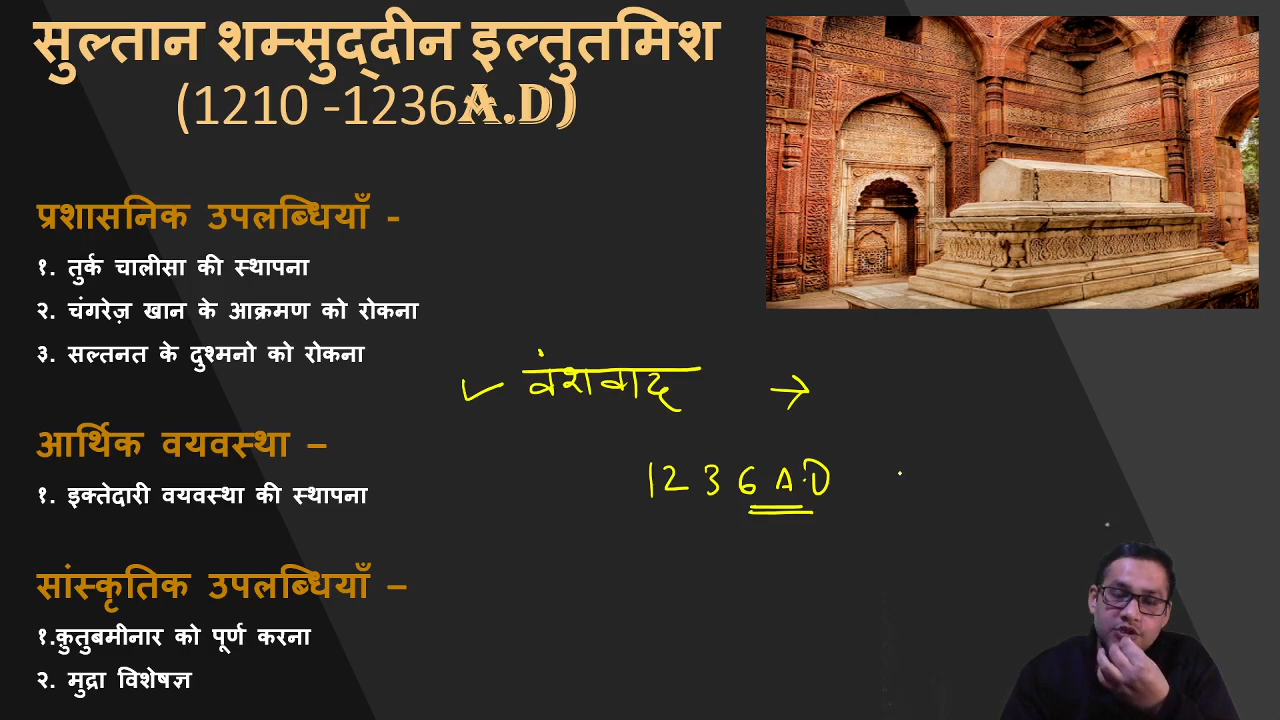 सुल्तान शम्सुद्दीन इल्तुतमिश
(1210 -1236A.D)
प्रशासनिक उपलब्धियाँ -
१. तुर्क चालीसा की स्थापना
२. चंगरेज़ खान के आक्रमण को रोकना
३. सल्तनत के दुश्मनो को रोकना
वंशवाद →
1236 A.D
आर्थिक वयवस्था –
१. इक्तेदारी वयवस्था की स्थापना
सांस्कृतिक उपलब्धियाँ –
१.कुतुबमीनार को पूर्ण करना
२. मुद्रा विशेषज्ञ